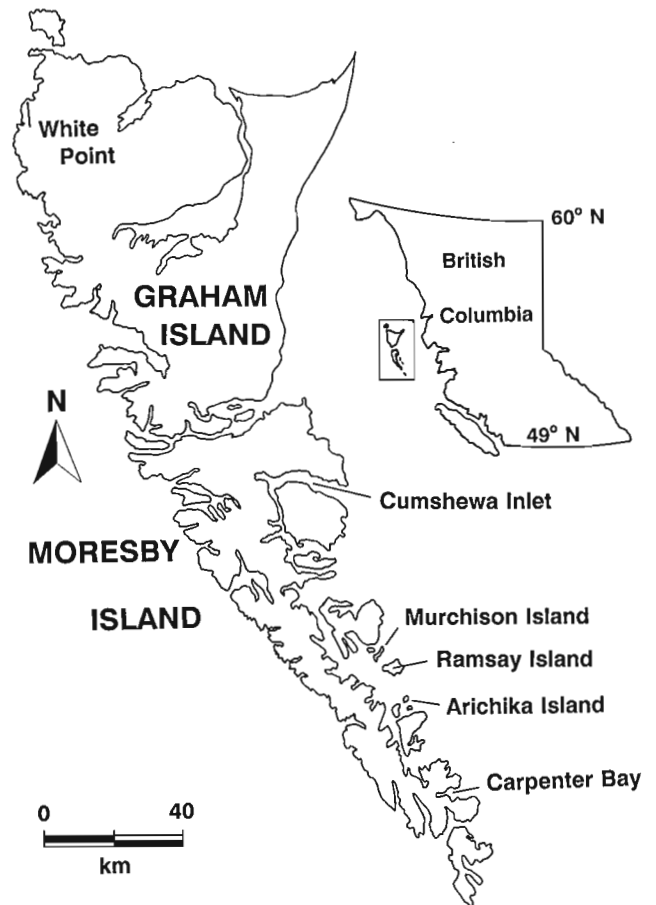 White
Point
60° N
British
Columbia
GRAHAM
ISLAND
N
49° N
Cumshewa Inlet
MORESBY
ISLAND
Murchison Island
Ramsay Island
Arichika Island
Carpenter Bay
0 40
km